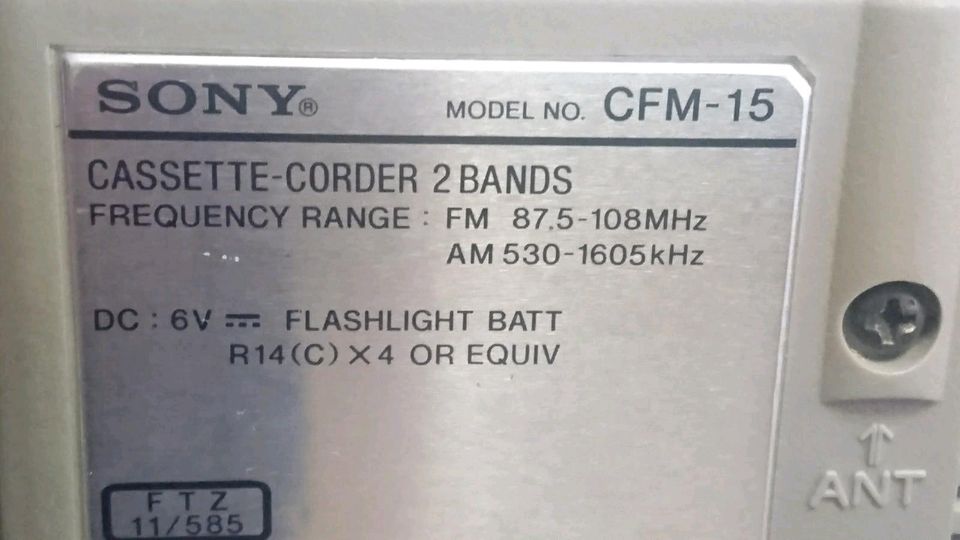 SONY®
MODEL NO. CFM-15
CASSETTE-CORDER 2 BANDS
FREQUENCY RANGE : FM 87.5-108MHz
AM 530-1605kHz
DC : 6V ⎓ FLASHLIGHT BATT
R14(C)×4 OR EQUIV
FTZ
11/585
↑
ANT